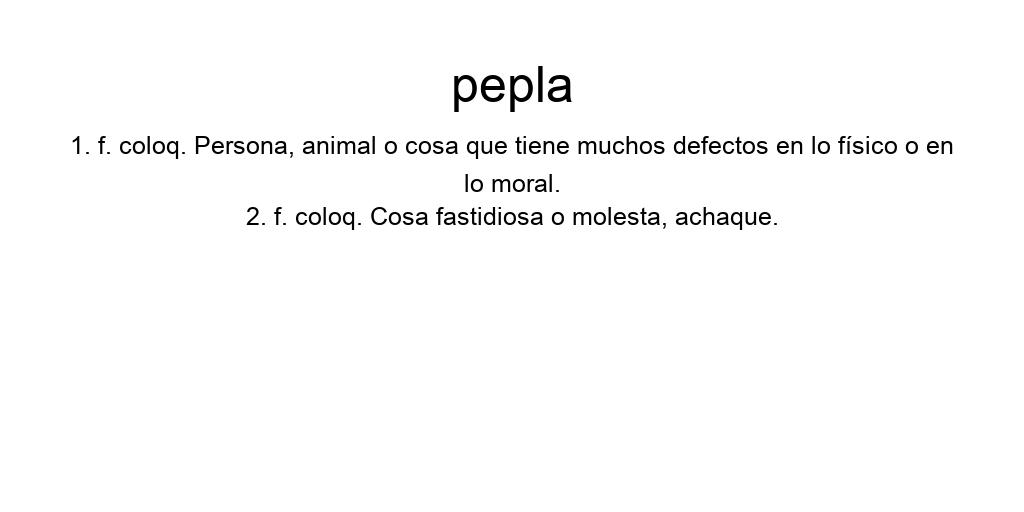 pepla
1. f. coloq. Persona, animal o cosa que tiene muchos defectos en lo físico o en
lo moral.
2. f. coloq. Cosa fastidiosa o molesta, achaque.